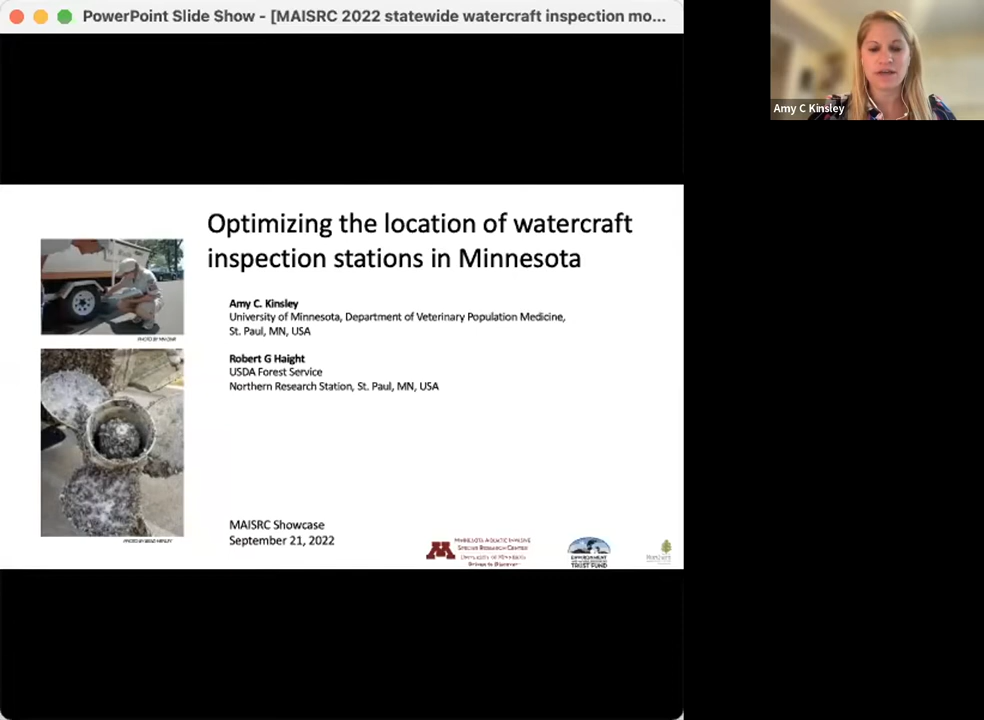 PowerPoint Slide Show - [MAISRC 2022 statewide watercraft inspection mo...
Amy C Kinsley
Optimizing the location of watercraft
inspection stations in Minnesota
Amy C. Kinsley
University of Minnesota, Department of Veterinary Population Medicine,
St. Paul, MN, USA
Robert G Haight
USDA Forest Service
Northern Research Station, St. Paul, MN, USA
MAISRC Showcase
September 21, 2022
MINNESOTA AQUATIC INVASIVE
SPECIES RESEARCH CENTER
UNIVERSITY OF MINNESOTA
Driven to Discover
ENVIRONMENT
TRUST FUND